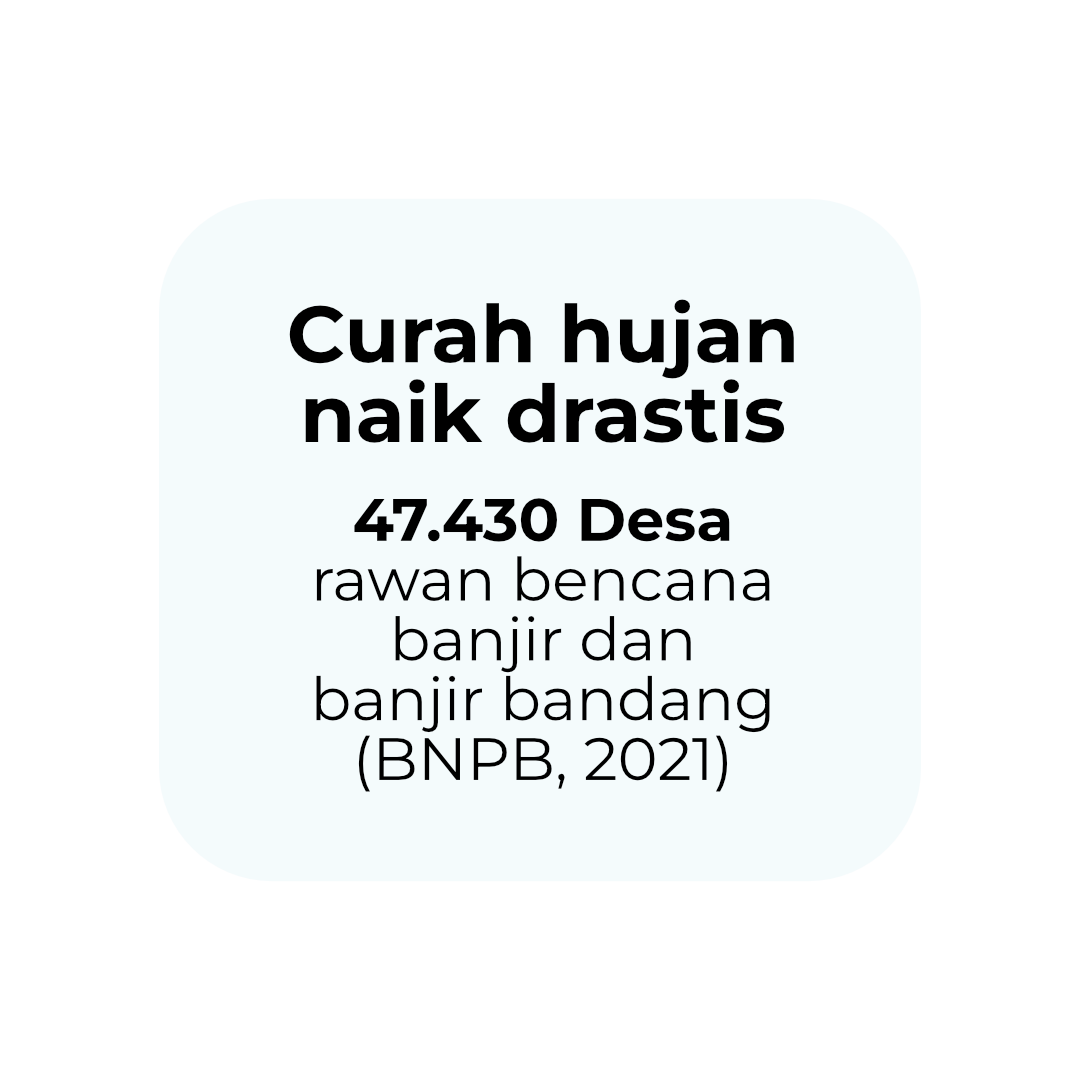 Curah hujan
naik drastis
47.430 Desa
rawan bencana
banjir dan
banjir bandang
(BNPB, 2021)